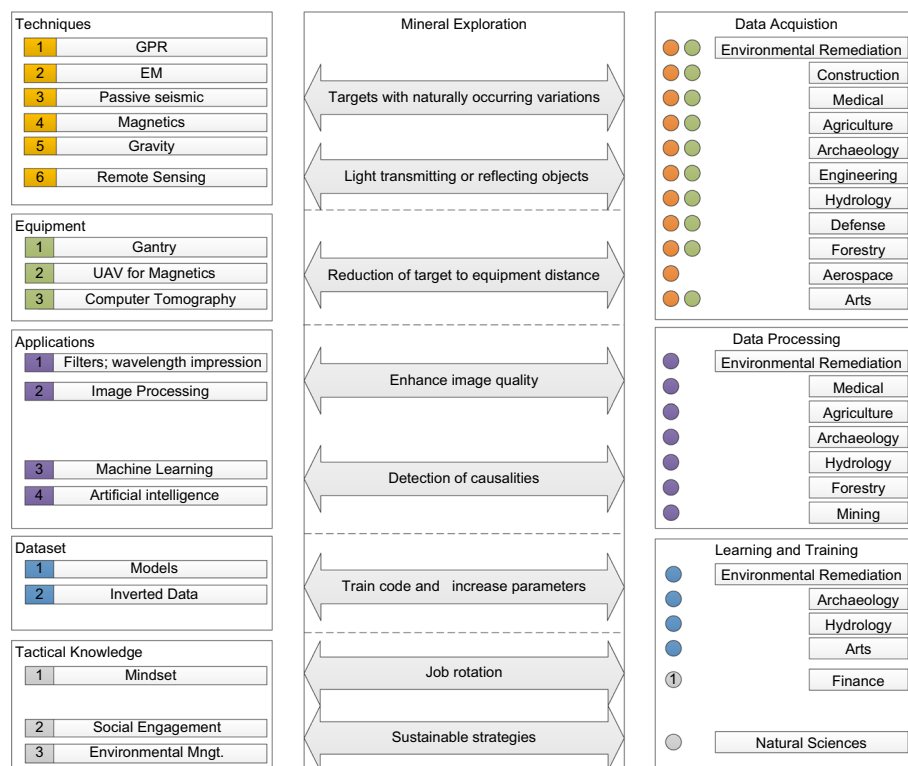 Techniques
1 GPR
2 EM
3 Passive seismic
4 Magnetics
5 Gravity
6 Remote Sensing
Equipment
1 Gantry
2 UAV for Magnetics
3 Computer Tomography
Applications
1 Filters; wavelength impression
2 Image Processing
3 Machine Learning
4 Artificial intelligence
Dataset
1 Models
2 Inverted Data
Tactical Knowledge
1 Mindset
2 Social Engagement
3 Environmental Mngt.
Mineral Exploration
Targets with naturally occurring variations
Light transmitting or reflecting objects
Reduction of target to equipment distance
Enhance image quality
Detection of causalities
Train code and increase parameters
Job rotation
Sustainable strategies
Data Acquistion
Environmental Remediation
Construction
Medical
Agriculture
Archaeology
Engineering
Hydrology
Defense
Forestry
Aerospace
Arts
Data Processing
Environmental Remediation
Medical
Agriculture
Archaeology
Hydrology
Forestry
Mining
Learning and Training
Environmental Remediation
Archaeology
Hydrology
Arts
1 Finance
Natural Sciences